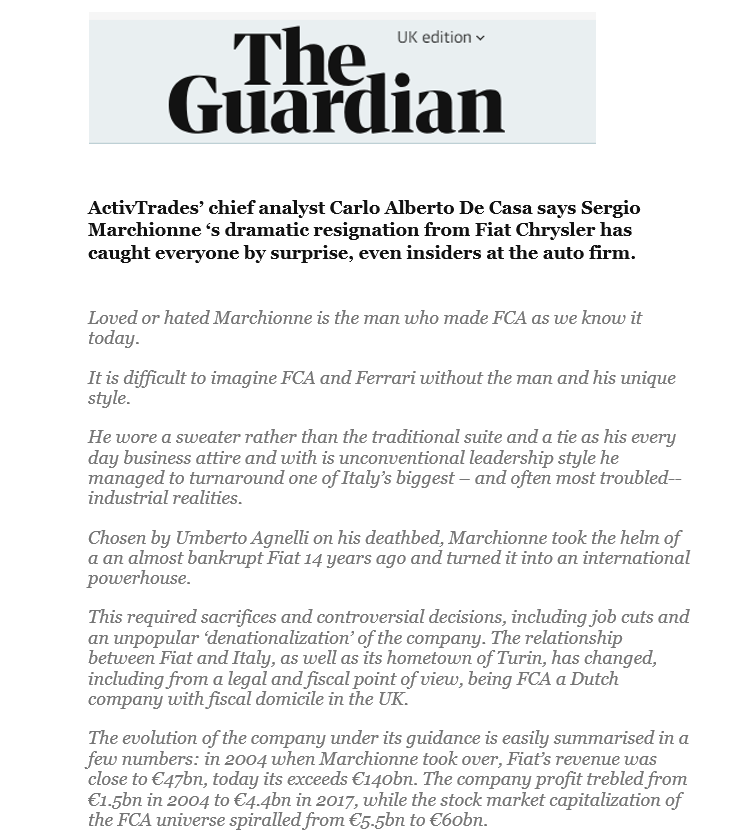 UK edition
The
Guardian
ActivTrades’ chief analyst Carlo Alberto De Casa says Sergio
Marchionne ‘s dramatic resignation from Fiat Chrysler has
caught everyone by surprise, even insiders at the auto firm.
Loved or hated Marchionne is the man who made FCA as we know it
today.
It is difficult to imagine FCA and Ferrari without the man and his unique
style.
He wore a sweater rather than the traditional suite and a tie as his every
day business attire and with is unconventional leadership style he
managed to turnaround one of Italy’s biggest – and often most troubled--
industrial realities.
Chosen by Umberto Agnelli on his deathbed, Marchionne took the helm of
a an almost bankrupt Fiat 14 years ago and turned it into an international
powerhouse.
This required sacrifices and controversial decisions, including job cuts and
an unpopular ‘denationalization’ of the company. The relationship
between Fiat and Italy, as well as its hometown of Turin, has changed,
including from a legal and fiscal point of view, being FCA a Dutch
company with fiscal domicile in the UK.
The evolution of the company under its guidance is easily summarised in a
few numbers: in 2004 when Marchionne took over, Fiat’s revenue was
close to €47bn, today its exceeds €140bn. The company profit trebled from
€1.5bn in 2004 to €4.4bn in 2017, while the stock market capitalization of
the FCA universe spiralled from €5.5bn to €60bn.